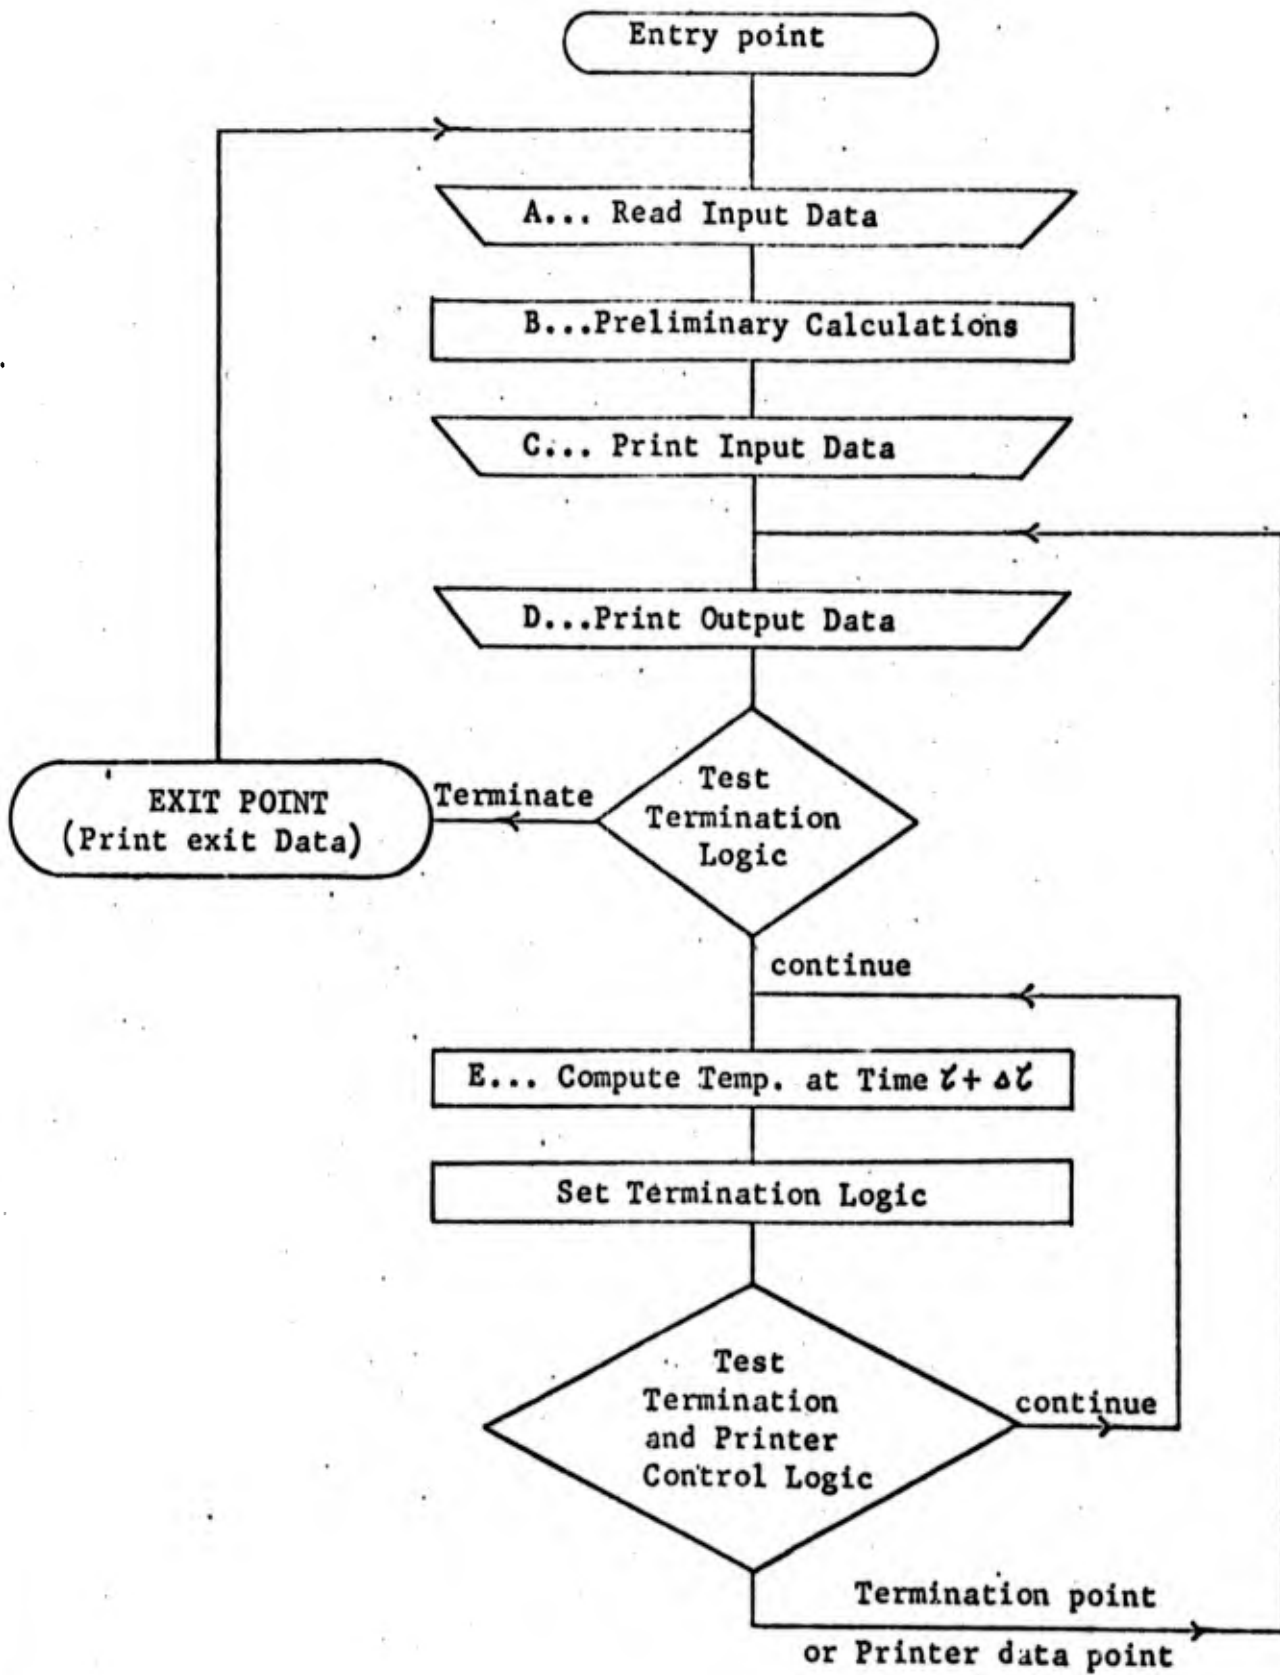 Entry point
A... Read Input Data
B...Preliminary Calculations
C... Print Input Data
D...Print Output Data
Test
Termination
Logic
Terminate
EXIT POINT
(Print exit Data)
continue
E... Compute Temp. at Time τ + Δτ
Set Termination Logic
Test
Termination
and Printer
Control Logic
continue
Termination point
or Printer data point